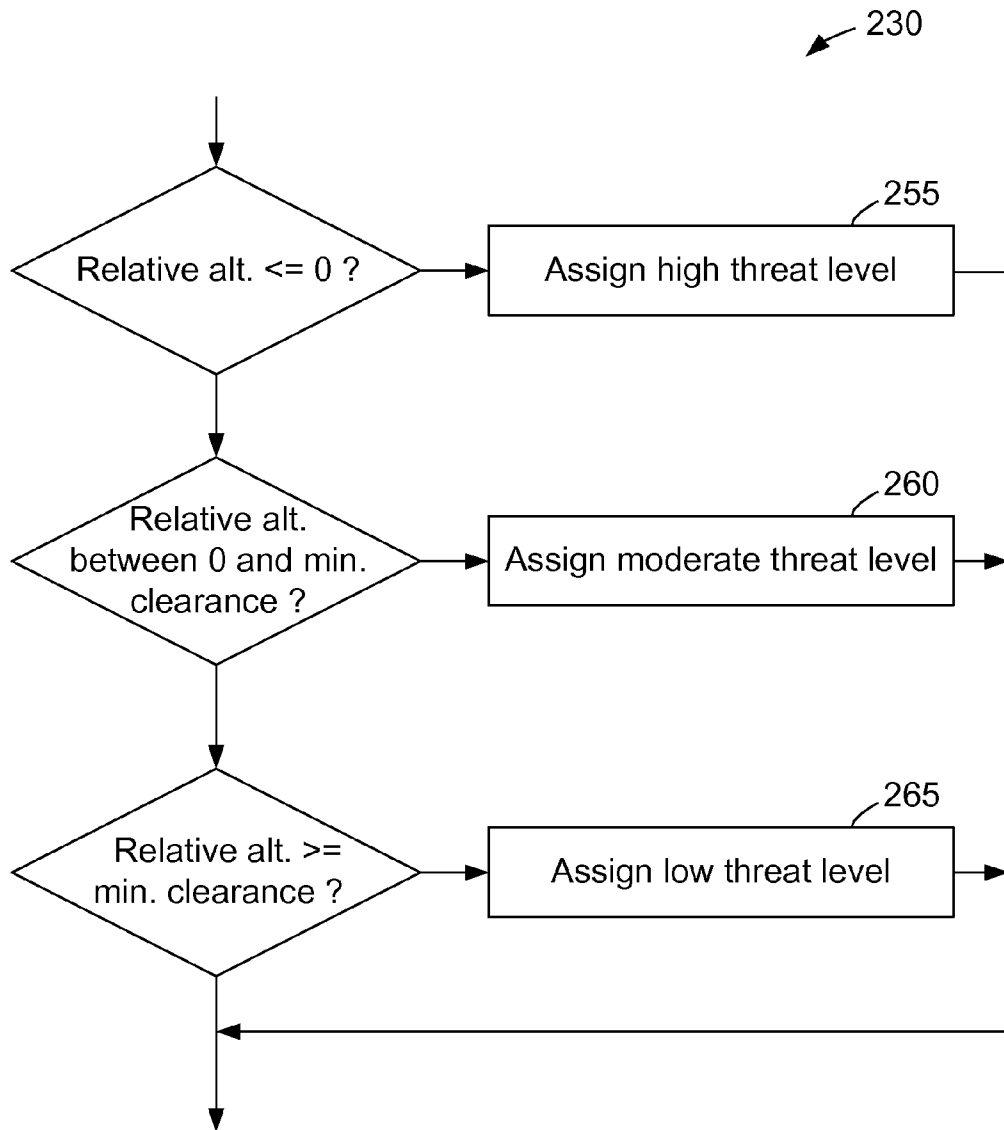 230
Relative alt. <= 0 ?
255
Assign high threat level
Relative alt.
between 0 and min.
clearance ?
260
Assign moderate threat level
Relative alt. >=
min. clearance ?
265
Assign low threat level